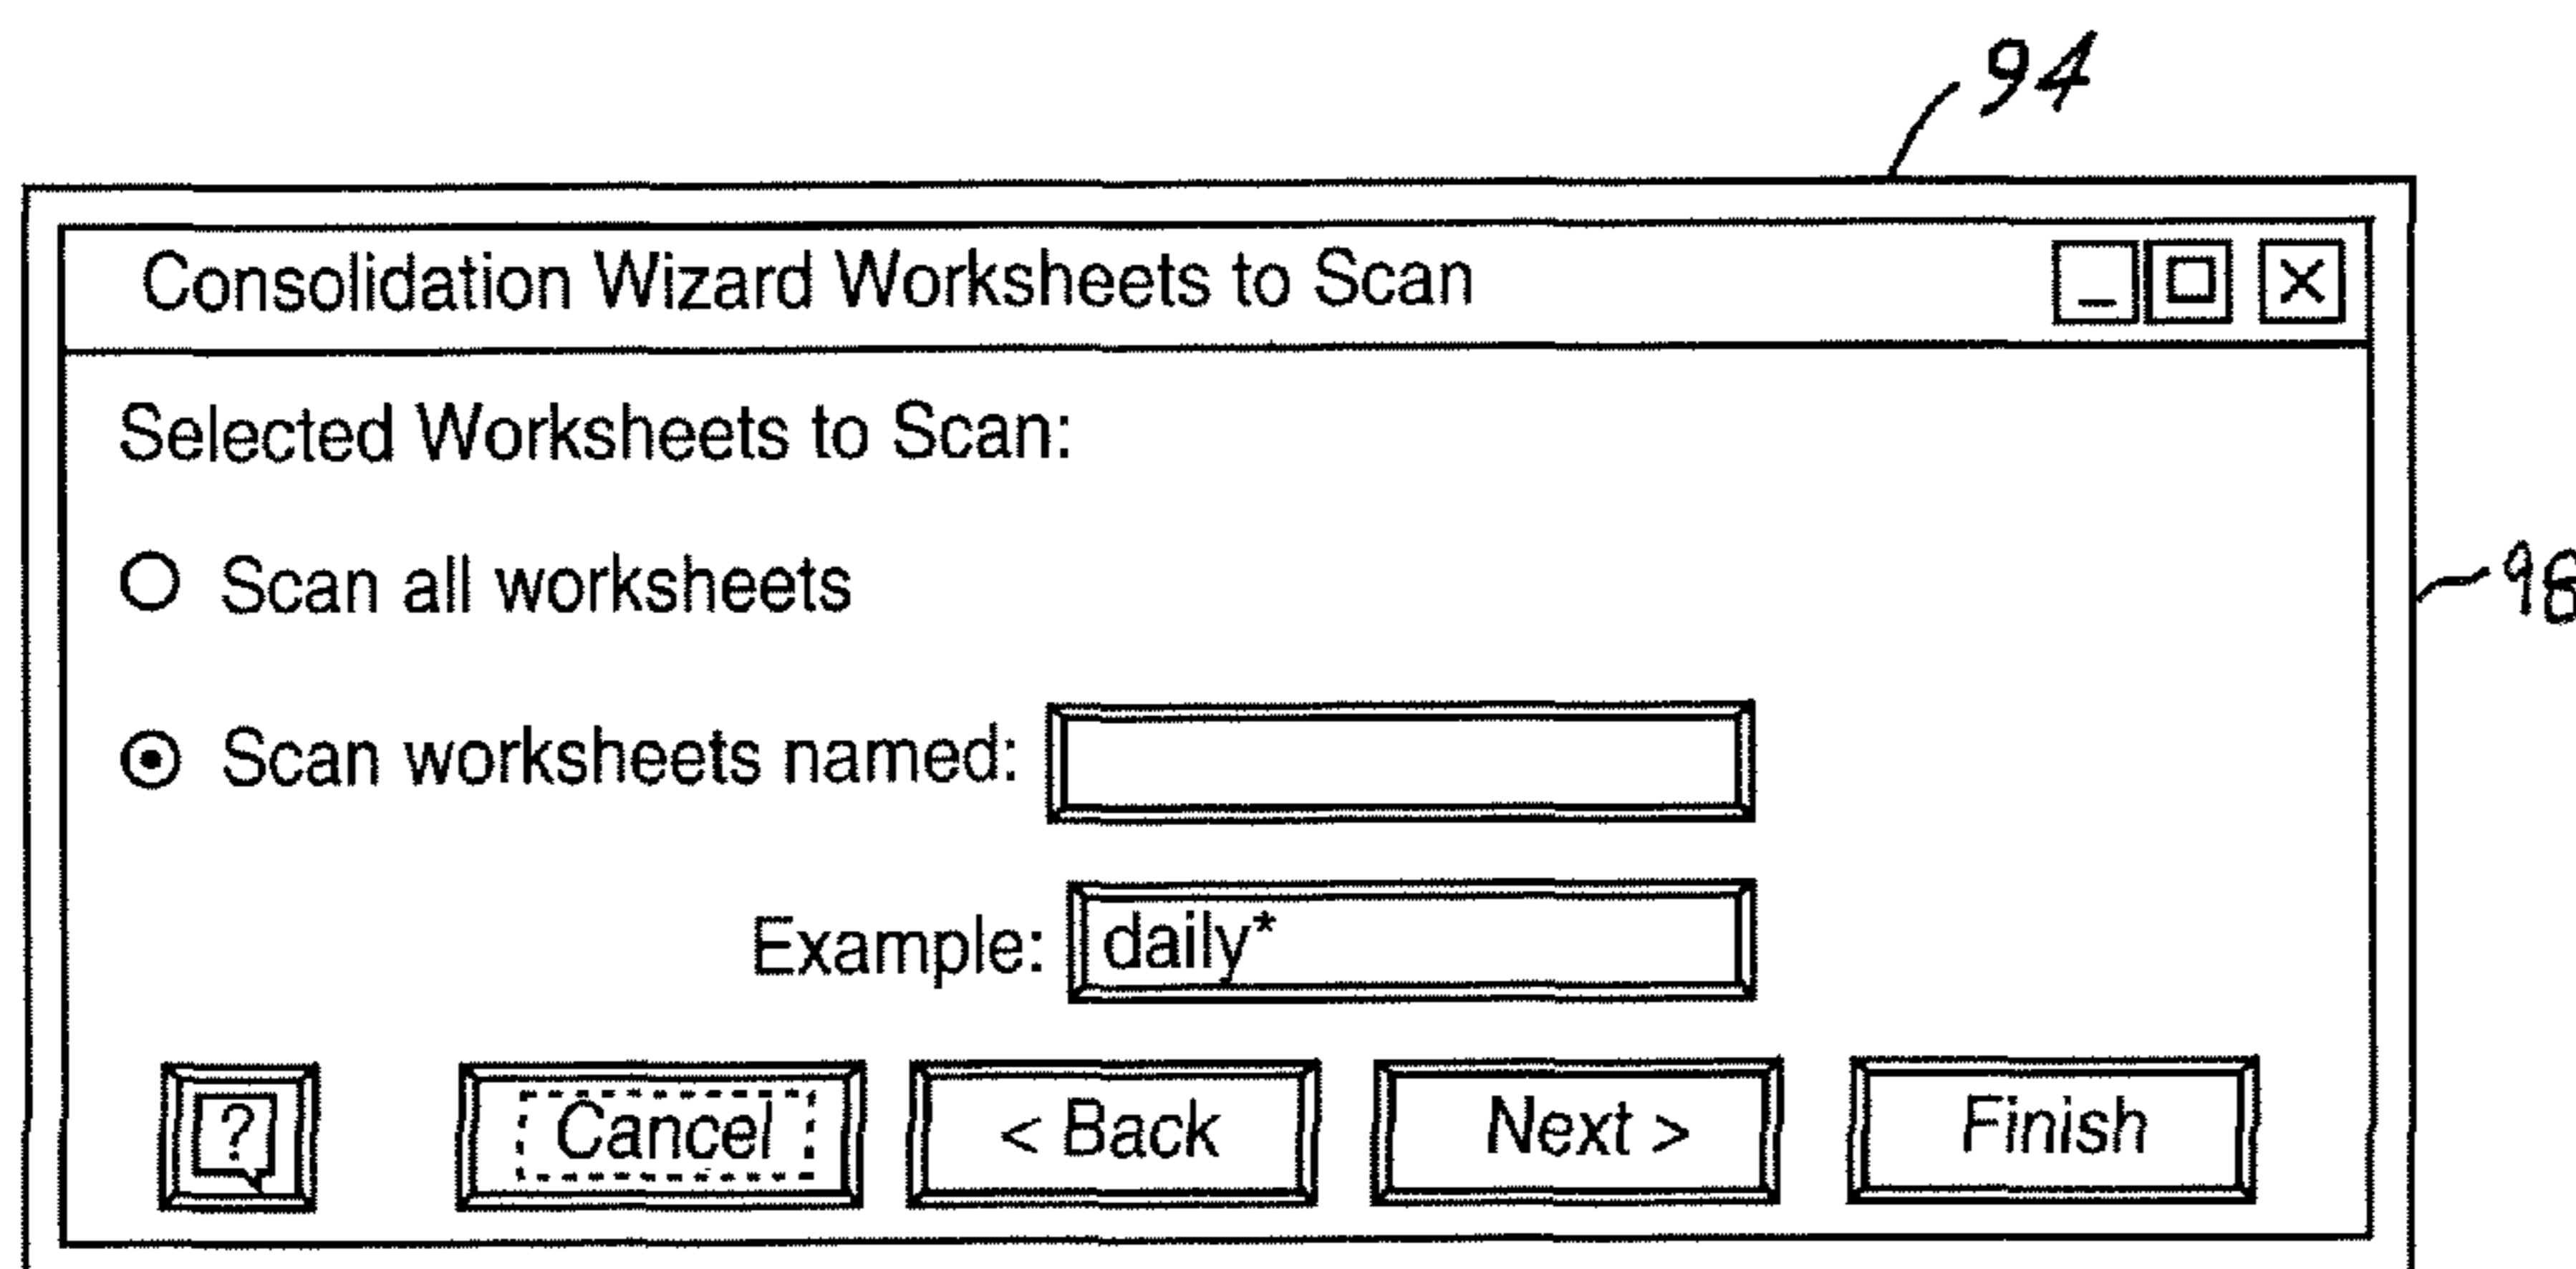 94
Consolidation Wizard Worksheets to Scan
Selected Worksheets to Scan:
Scan all worksheets
98
Scan worksheets named:
Example: daily*
? Cancel < Back Next > Finish